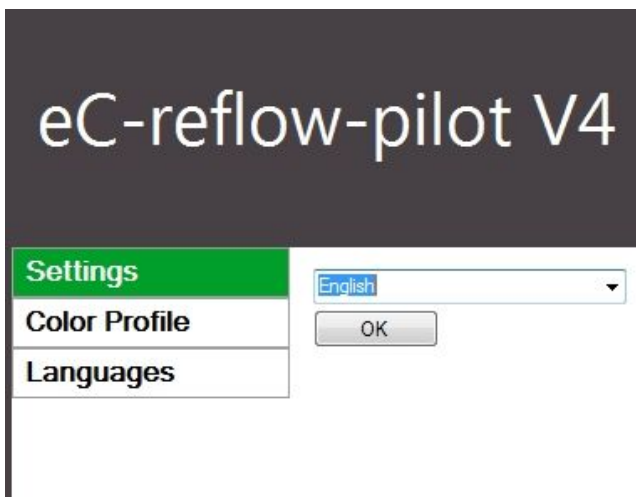 eC-reflow-pilot V4
Settings
English
Color Profile
OK
Languages